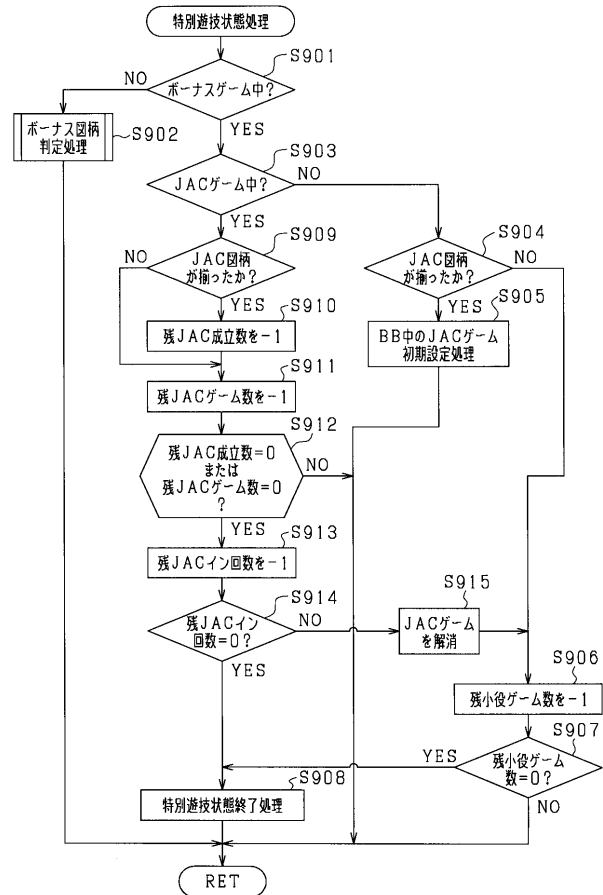 特別遊技状態処理
S901
NO
ボーナスゲーム中?
ボーナス図柄
判定処理
S902
YES
S903
NO
JACゲーム中?
YES
S909
NO
JAC図柄
が揃ったか?
S904
JAC図柄
が揃ったか?
NO
YES
S910
YES
S905
残JAC成立数を-1
BB中のJACゲーム
初期設定処理
S911
残JACゲーム数を-1
S912
残JAC成立数=0
または
残JACゲーム数=0
?
NO
YES
S913
残JACイン回数を-1
S914
残JACイン
回数=0?
NO
S915
JACゲーム
を解消
YES
S906
残小役ゲーム数を-1
S907
YES
残小役ゲーム
数=0?
S908
NO
特別遊技状態終了処理
RET